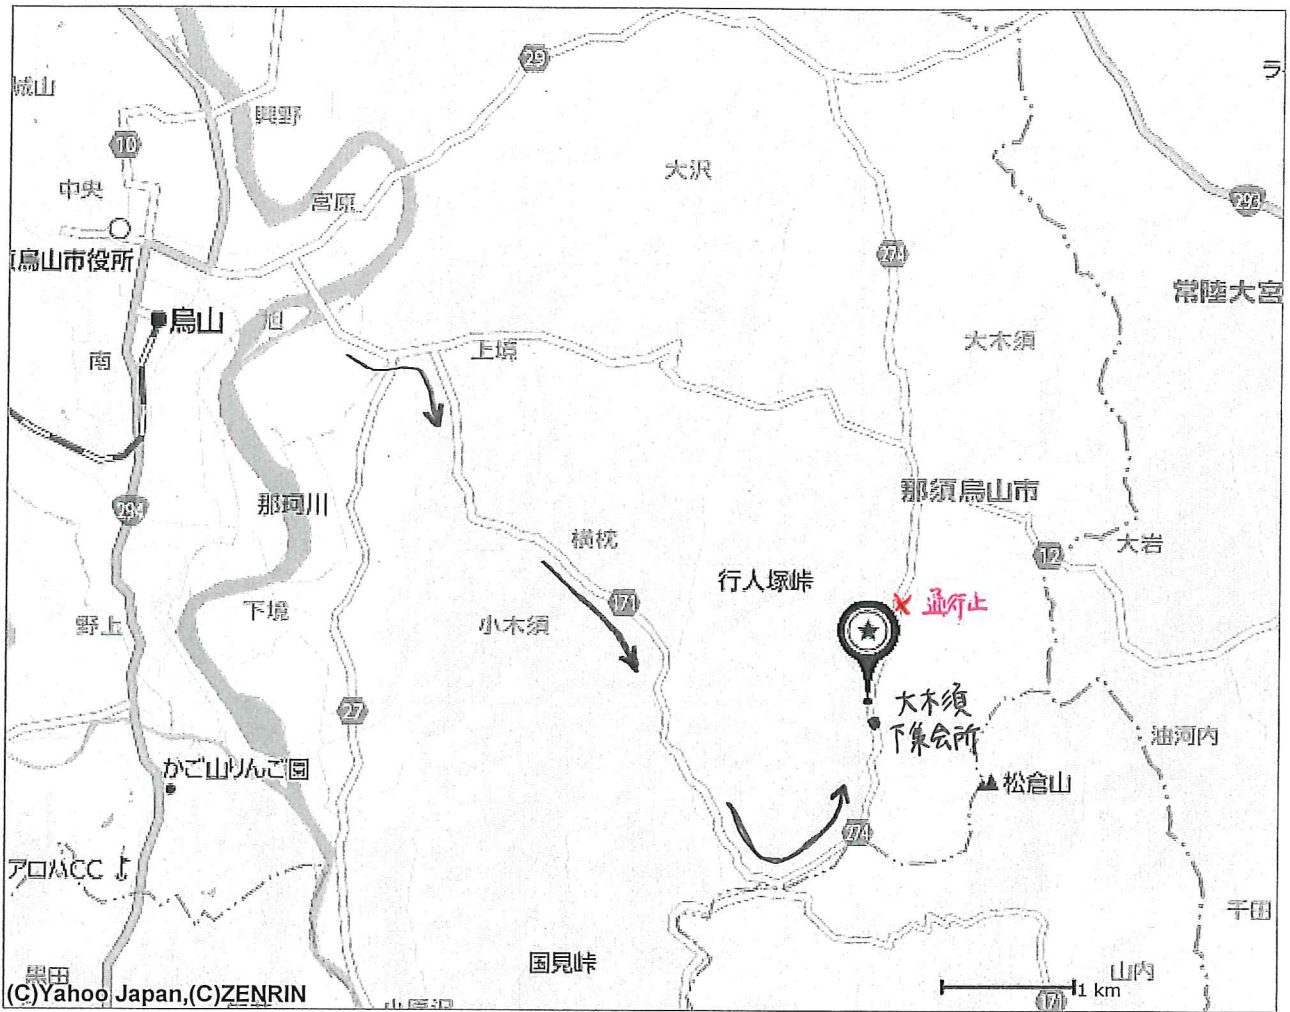 29
城山
興野
ラ
10
大沢
中央
宮原
293
烏山市役所
274
常陸大宮
烏山
旭
大木須
南
上境
那須烏山市
294
那珂川
横枕
大岩
12
行人塚峠
171
通行止
下境
野上
小木須
大木須
下集会所
27
油河内
かご山りんご園
松倉山
274
アロハCC
千田
国見峠
黒田
山内
(C)Yahoo Japan,(C)ZENRIN
1 km
171